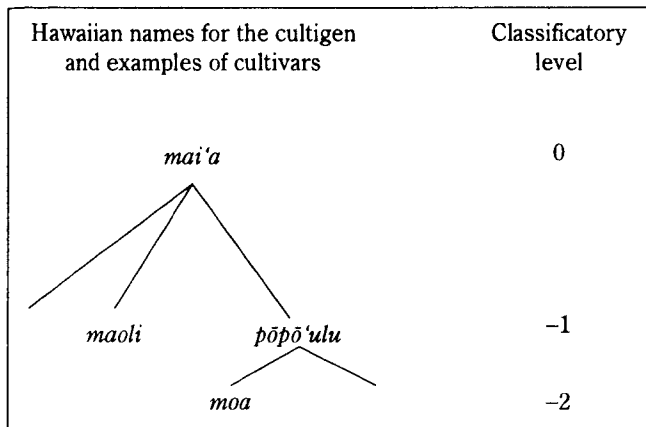 Hawaiian names for the cultigen
and examples of cultivars
Classificatory
level
mai‘a 0
maoli pōpō‘ulu –1
moa –2